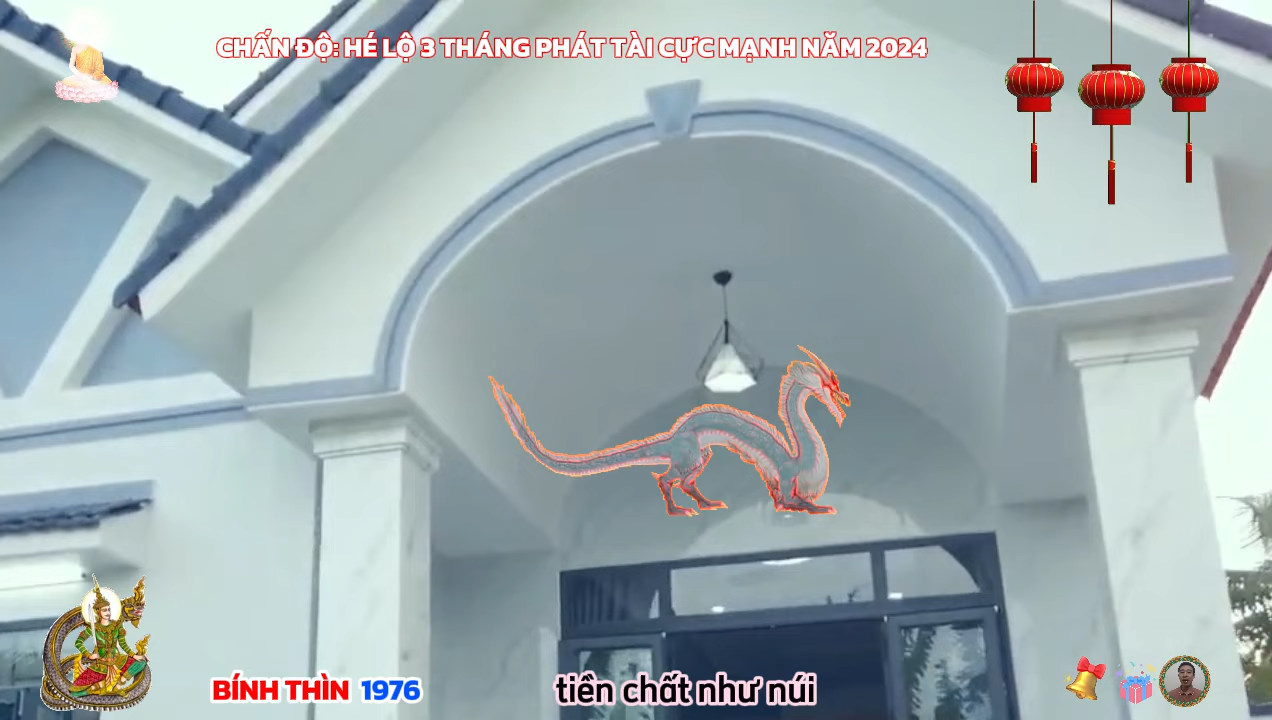 CHẤN ĐỘ: HÉ LỘ 3 THÁNG PHÁT TÀI CỰC MẠNH NĂM 2024
BÍNH THÌN 1976
tiền chất như núi